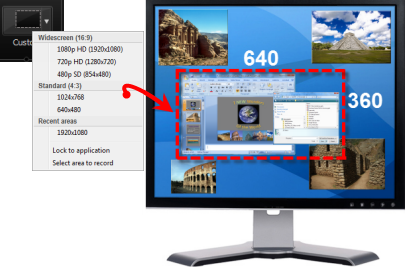 Custo
Widescreen (16:9)
1080p HD (1920x1080)
720p HD (1280x720)
480p SD (854x480)
Standard (4:3)
1024x768
640x480
Recent areas
1920x1080
Lock to application
Select area to record
640
360